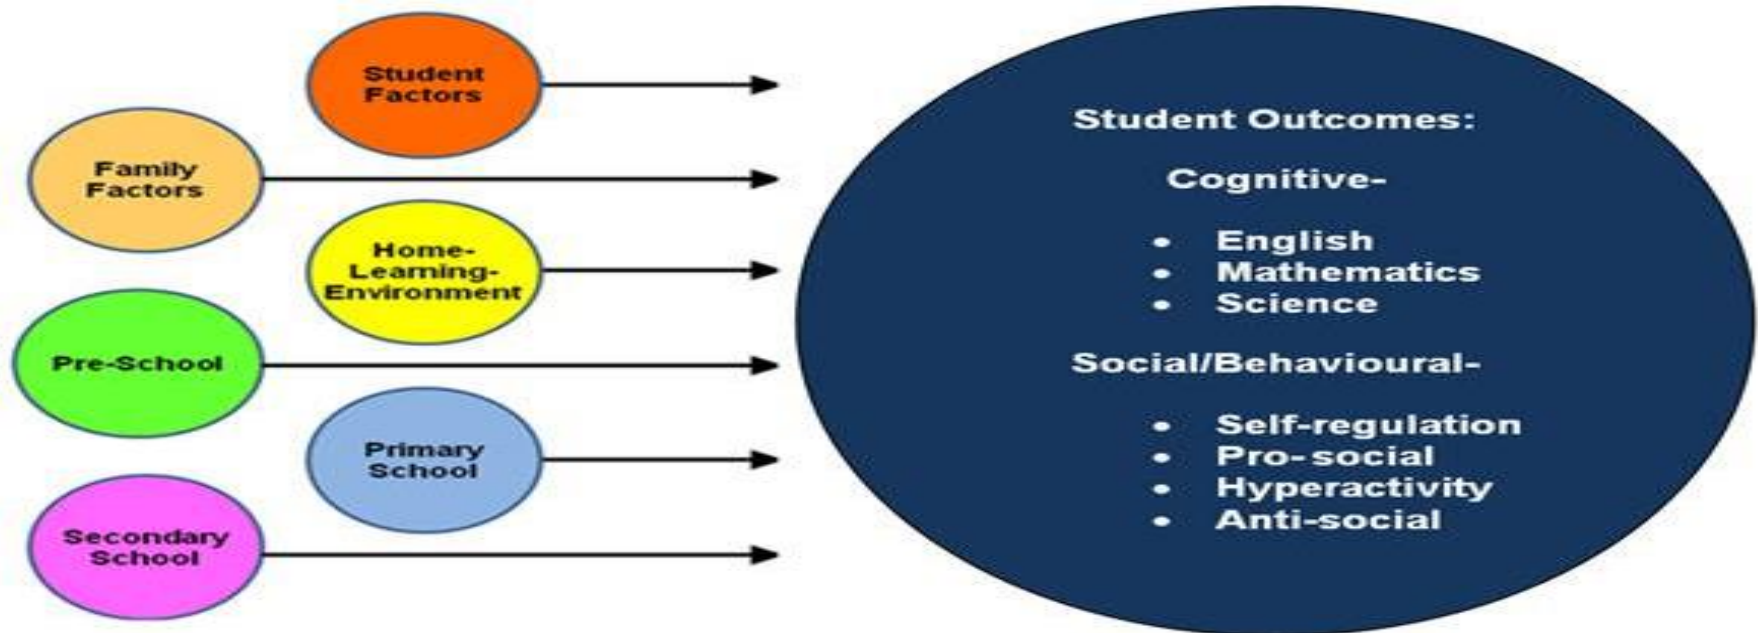 Student
Factors
Family
Factors
Home-
Learning-
Environment
Pre-School
Primary
School
Secondary
School
Student Outcomes:
Cognitive-
• English
• Mathematics
• Science
Social/Behavioural-
• Self-regulation
• Pro-social
• Hyperactivity
• Anti-social